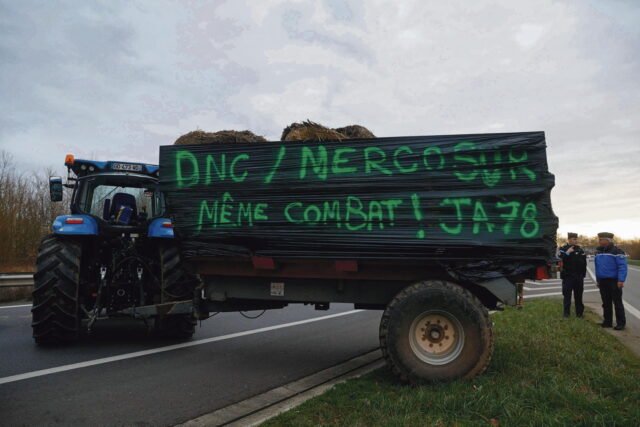 DNC / MERCOSUR
MÊME COMBAT ! JA78